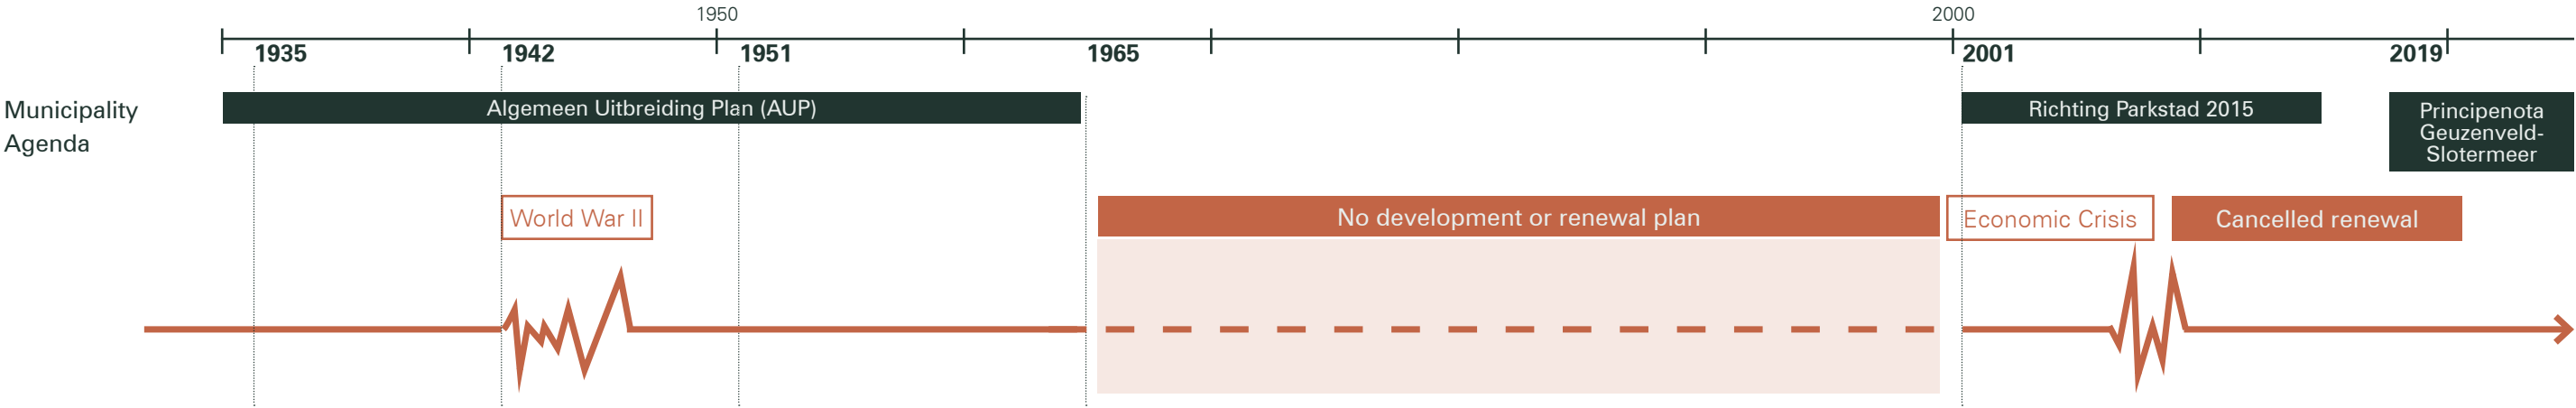 1950
2000
1935
1942
1951
1965
2001
2019
Municipality
Agenda
Algemeen Uitbreiding Plan (AUP)
Richting Parkstad 2015
Principenota
Geuzenveld-
Slotermeer
World War II
No development or renewal plan
Economic Crisis
Cancelled renewal